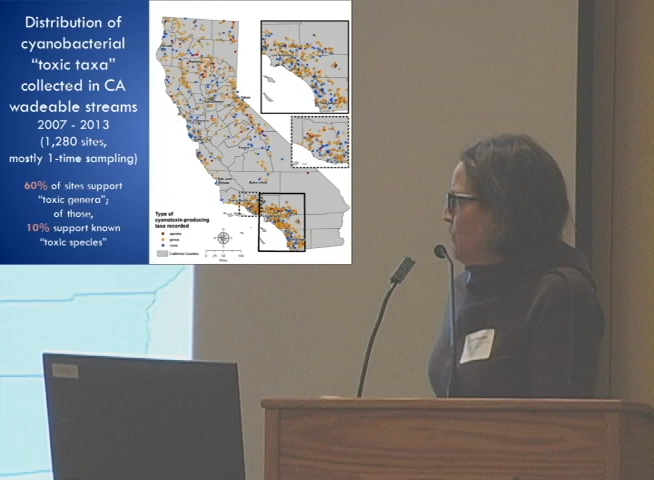 Distribution of
cyanobacterial
“toxic taxa”
collected in CA
wadeable streams
2007 - 2013
(1,280 sites,
mostly 1-time sampling)
60% of sites support
“toxic genera”;
of those,
10% support known
“toxic species”
Type of
cyanotoxin-producing
taxa recorded
species
genus
none
California Counties
Miles